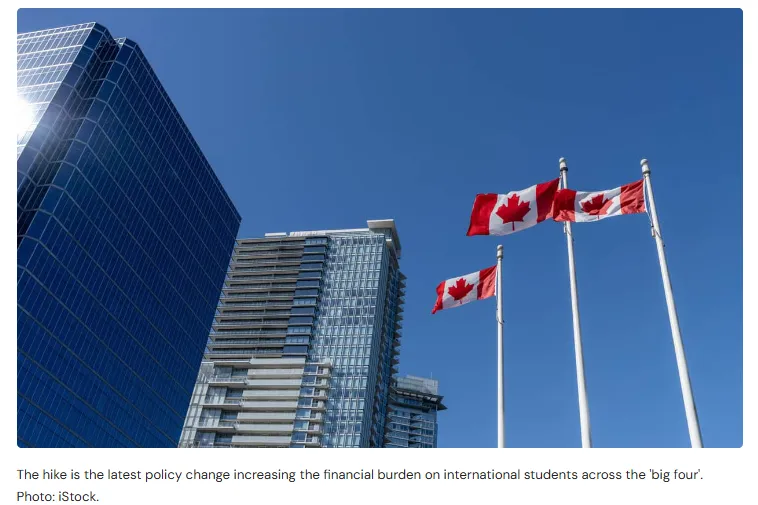 The hike is the latest policy change increasing the financial burden on international students across the 'big four'.
Photo: iStock.